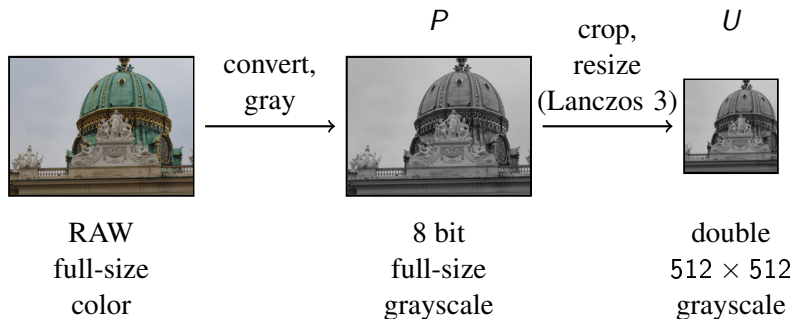 P
U
convert,
gray
crop,
resize
(Lanczos 3)
RAW
full-size
color
8 bit
full-size
grayscale
double
512 × 512
grayscale